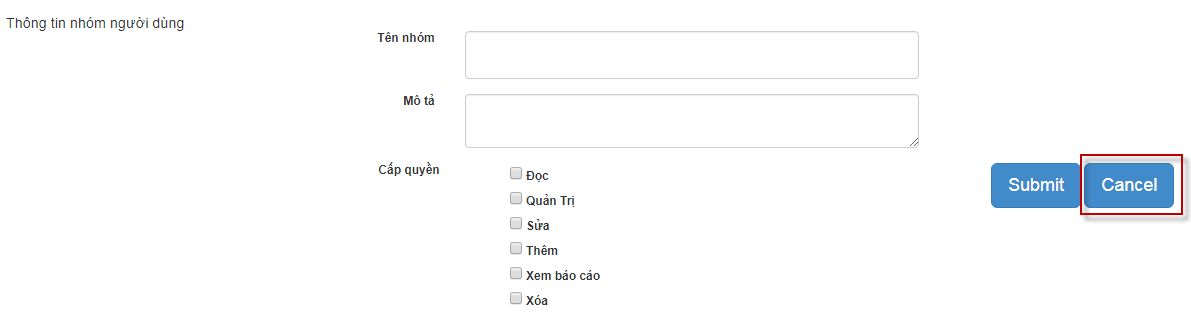 Thông tin nhóm người dùng
Tên nhóm
Mô tả
Cấp quyền
Đọc
Submit
Cancel
Quản Trị
Sửa
Thêm
Xem báo cáo
Xóa